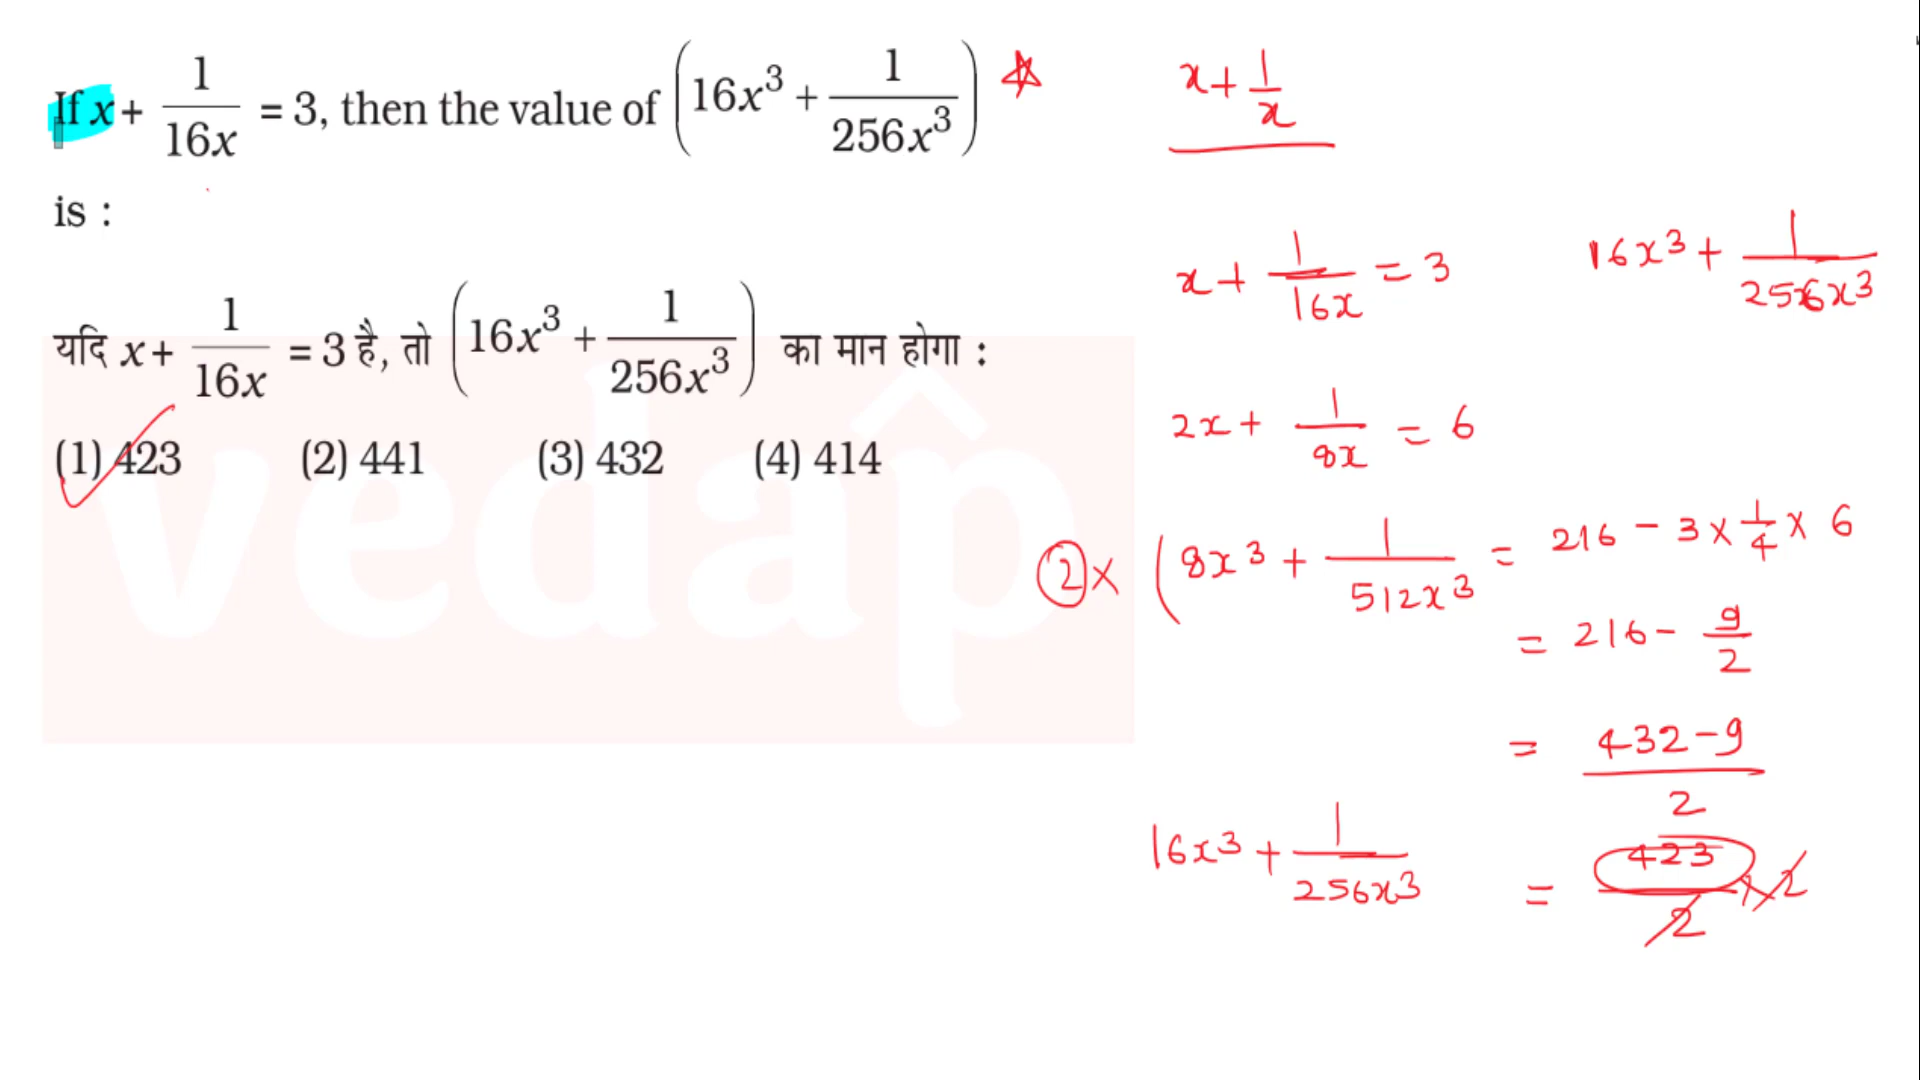 If x + 1/16x = 3, then the value of (16x³ + 1/256x³)
is :
यदि x + 1/16x = 3 है, तो (16x³ + 1/256x³) का मान होगा :
(1) 423 (2) 441 (3) 432 (4) 414
vedap
x + 1/x
x + 1/16x = 3
16x³ + 1/256x³
2x + 1/8x = 6
2 × (8x³ + 1/512x³ = 216 - 3 × 1/4 × 6
= 216 - 9/2
= 432-9/2
16x³ + 1/256x³ = 423/2 × 2